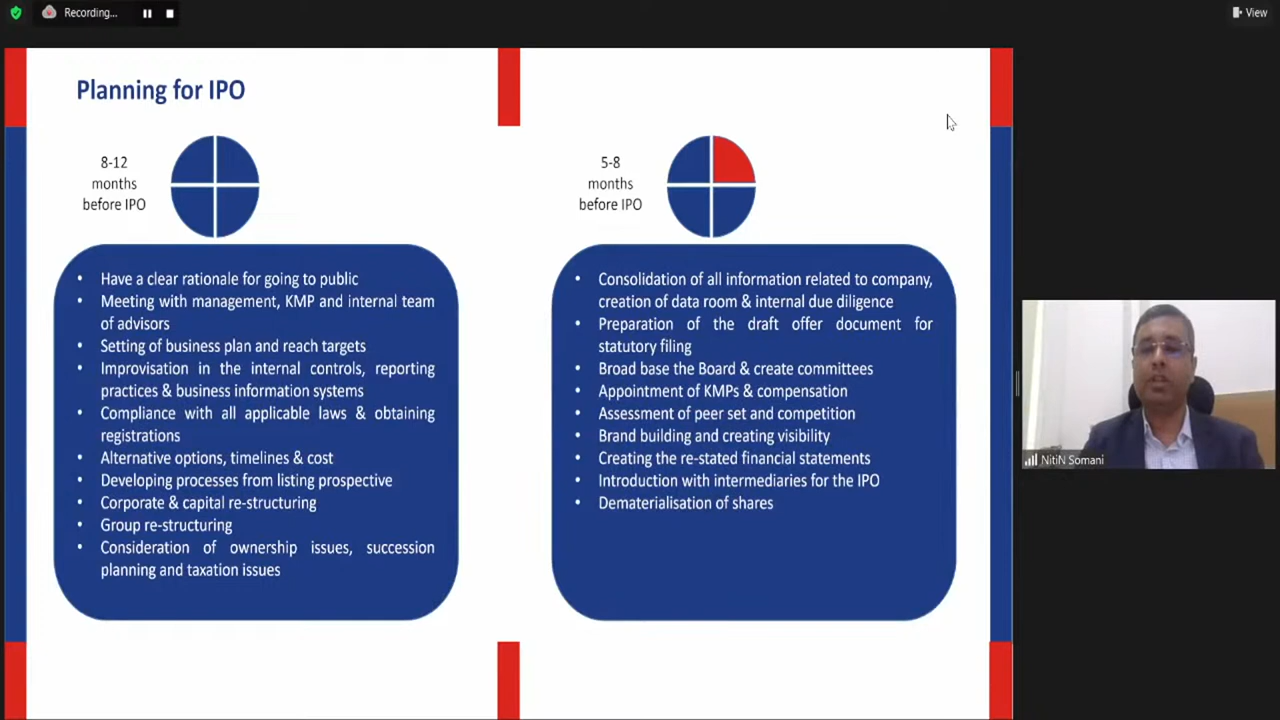 Recording...
View
Planning for IPO
8-12
months
before IPO
• Have a clear rationale for going to public
• Meeting with management, KMP and internal team
of advisors
• Setting of business plan and reach targets
• Improvisation in the internal controls, reporting
practices & business information systems
• Compliance with all applicable laws & obtaining
registrations
• Alternative options, timelines & cost
• Developing processes from listing prospective
• Corporate & capital re-structuring
• Group re-structuring
• Consideration of ownership issues, succession
planning and taxation issues
5-8
months
before IPO
• Consolidation of all information related to company,
creation of data room & internal due diligence
• Preparation of the draft offer document for
statutory filing
• Broad base the Board & create committees
• Appointment of KMPs & compensation
• Assessment of peer set and competition
• Brand building and creating visibility
• Creating the re-stated financial statements
• Introduction with intermediaries for the IPO
• Dematerialisation of shares
NitiN Somani